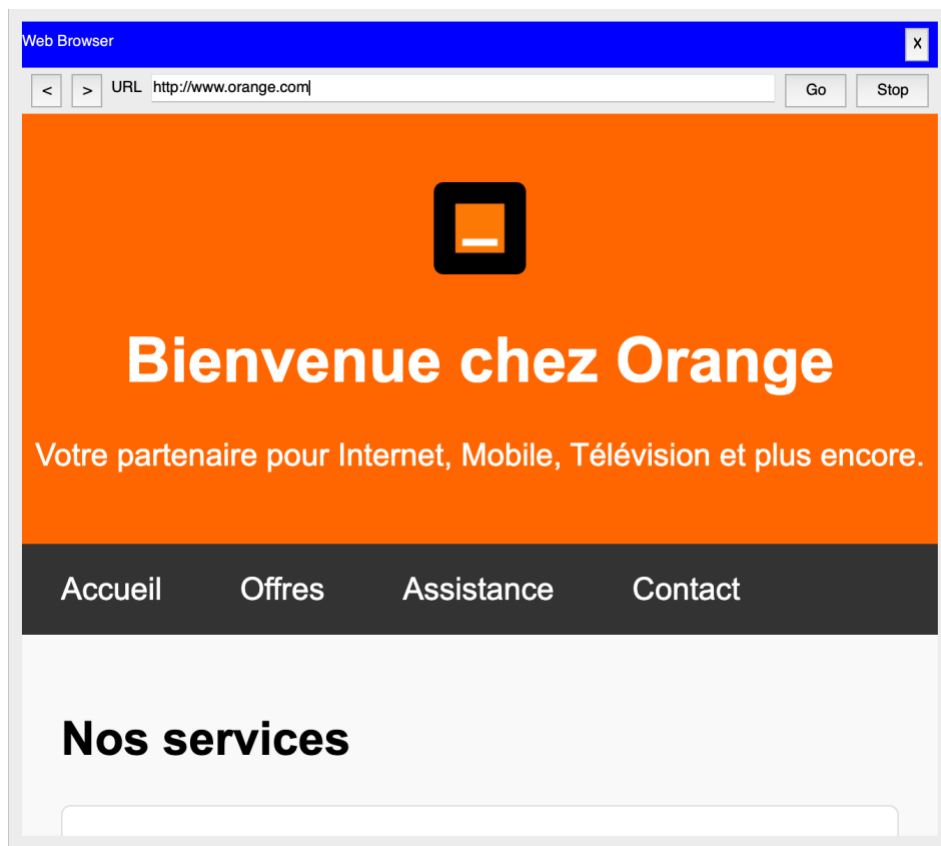 Web Browser X
< > URL http://www.orange.com Go Stop
Bienvenue chez Orange
Votre partenaire pour Internet, Mobile, Télévision et plus encore.
Accueil Offres Assistance Contact
Nos services